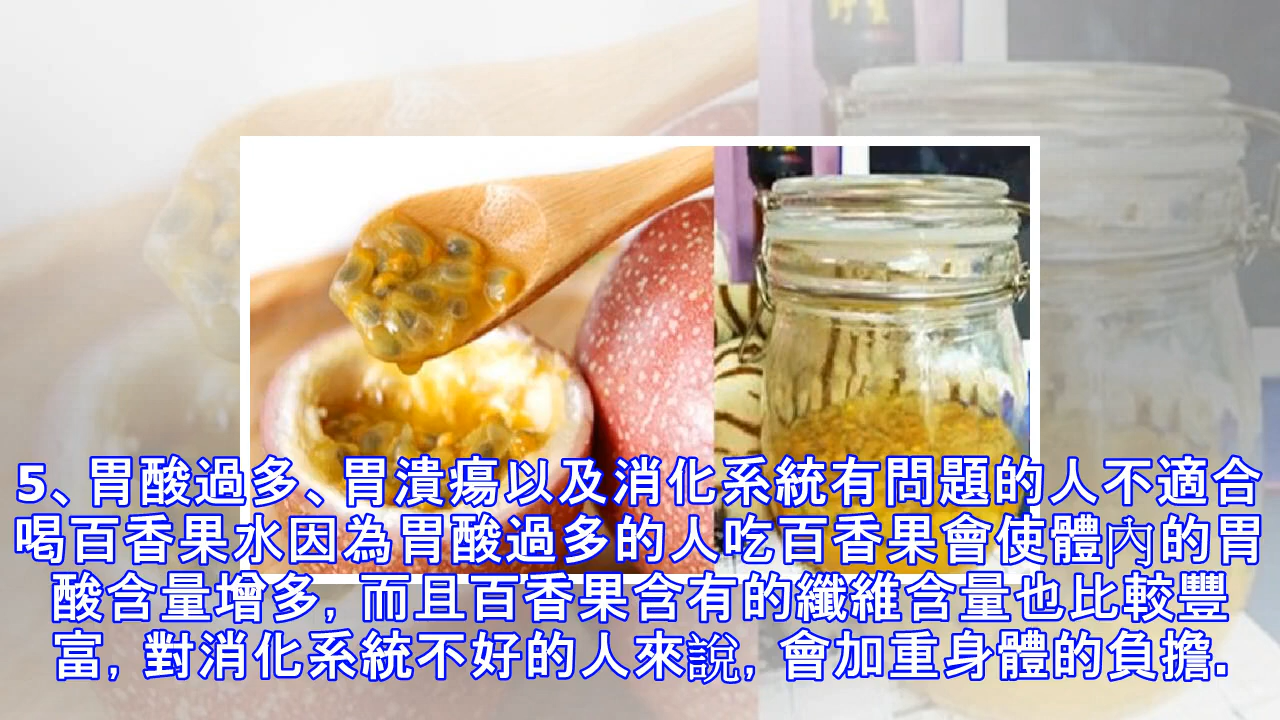 5、胃酸過多、胃潰瘍以及消化系統有問題的人不適合
喝百香果水因為胃酸過多的人吃百香果會使體內的胃
酸含量增多, 而且百香果含有的纖維含量也比較豐
富, 對消化系統不好的人來說, 會加重身體的負擔.